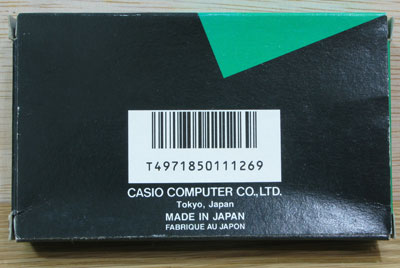 T4971850111269
CASIO COMPUTER CO.,LTD.
Tokyo, Japan
MADE IN JAPAN
FABRIQUE AU JAPON